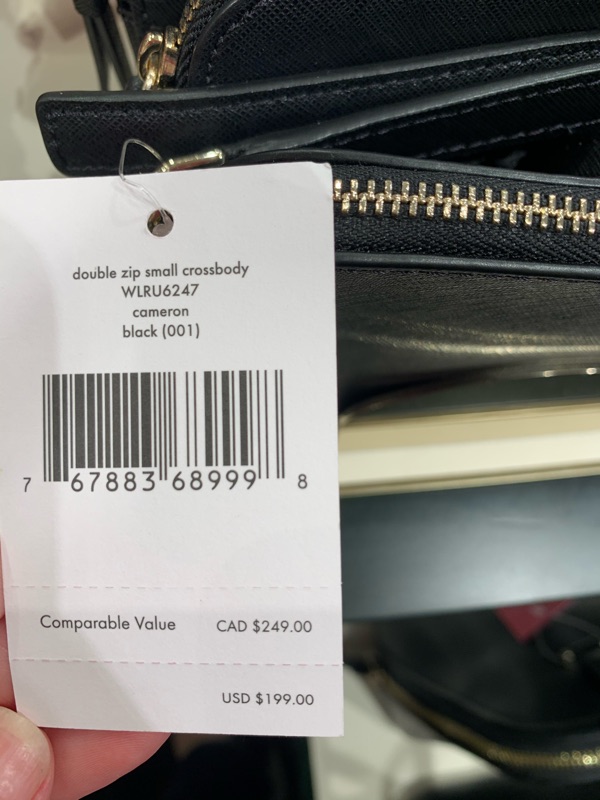 double zip small crossbody
WLRU6247
cameron
black (001)
7 67883 68999 8
Comparable Value CAD $249.00
USD $199.00